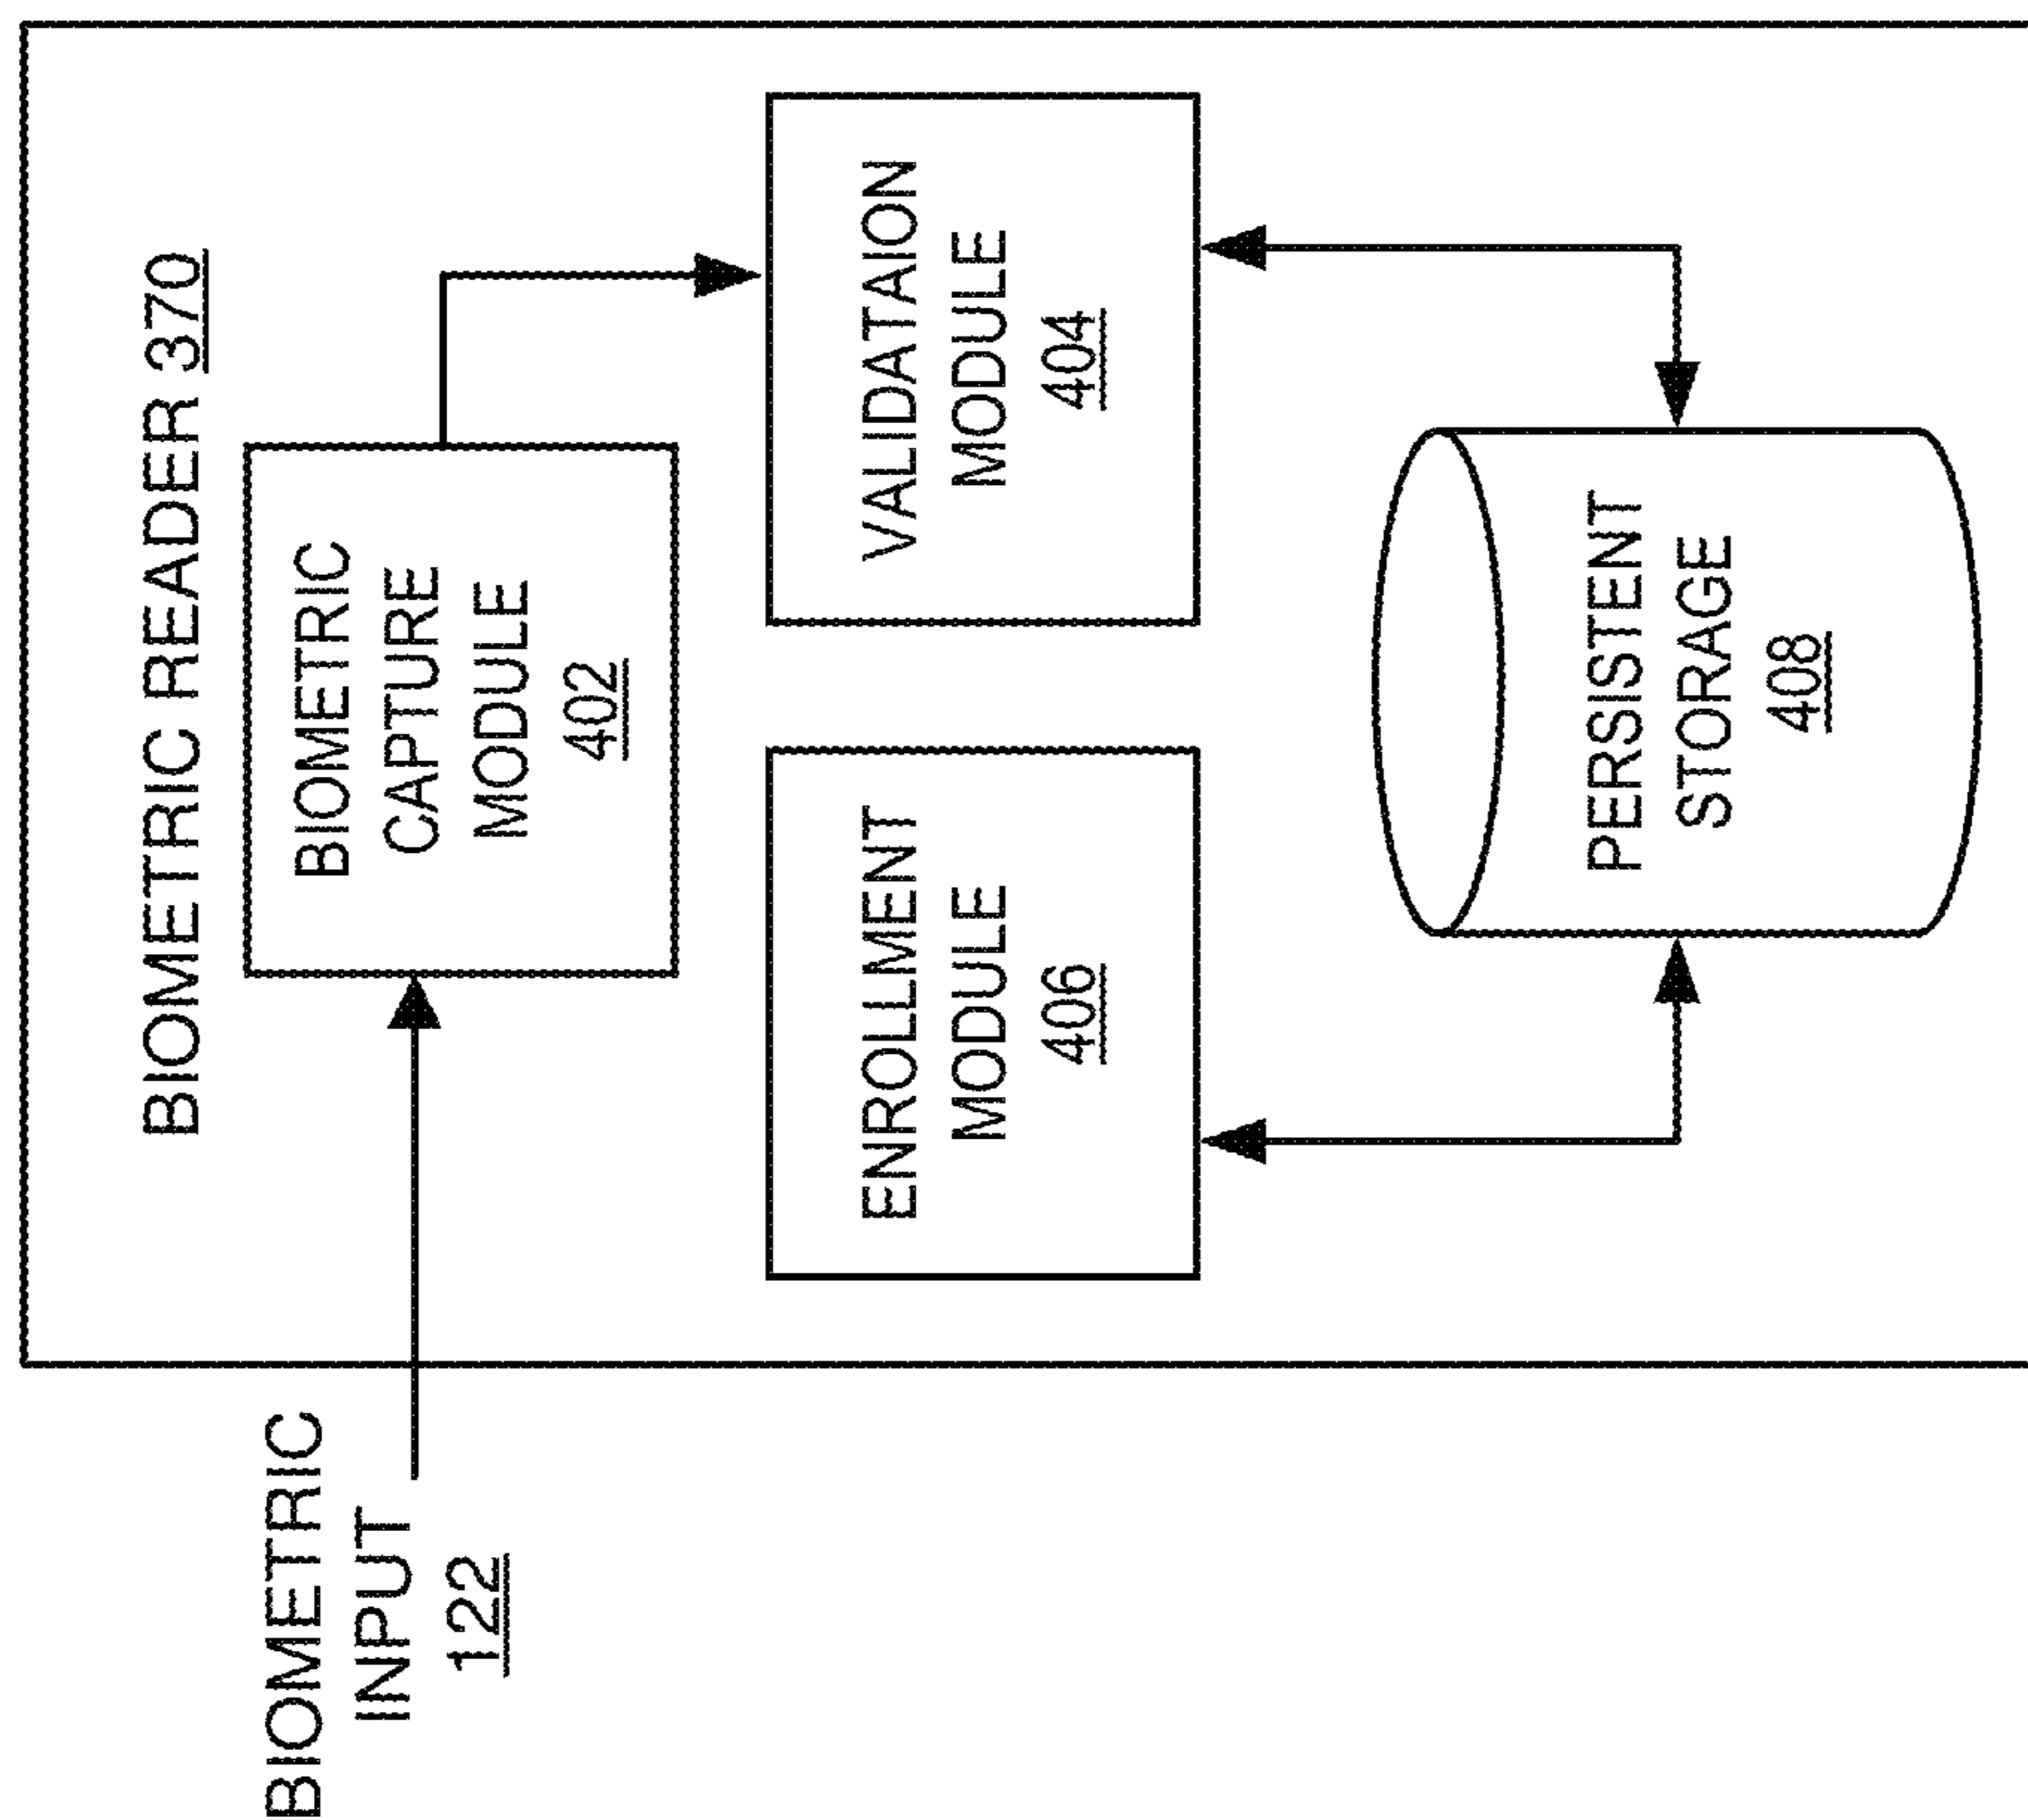 BIOMETRIC READER 370
BIOMETRIC
INPUT
122
BIOMETRIC
CAPTURE
MODULE
402
ENROLLMENT
MODULE
406
VALIDATAION
MODULE
404
PERSISTENT
STORAGE
408